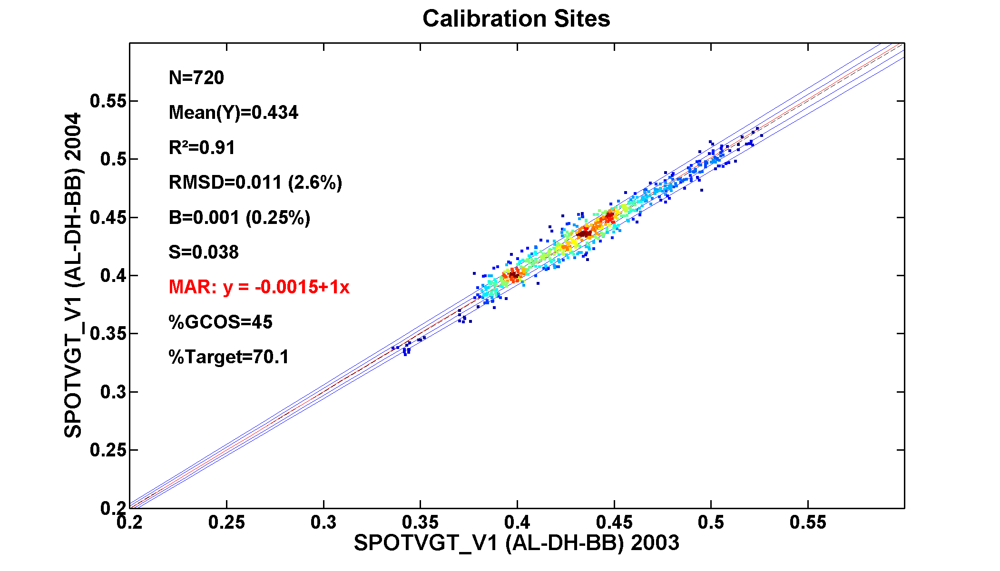 Calibration Sites
N=720
Mean(Y)=0.434
R²=0.91
RMSD=0.011 (2.6%)
B=0.001 (0.25%)
S=0.038
MAR: y = -0.0015+1x
%GCOS=45
%Target=70.1
SPOTVGT_V1 (AL-DH-BB) 2004
0.55
0.5
0.45
0.4
0.35
0.3
0.25
0.2
0.2 0.25 0.3 0.35 0.4 0.45 0.5 0.55
SPOTVGT_V1 (AL-DH-BB) 2003